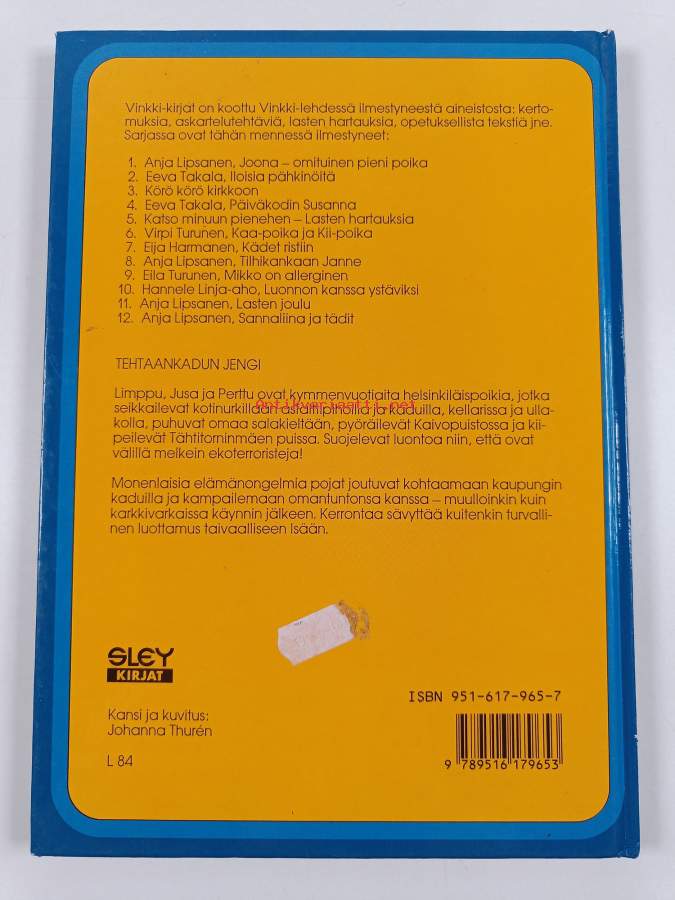 Vinkki-kirjat on koottu Vinkki-lehdessä ilmestyneestä aineistosta: kerto-
muksia, askartelutehtäviä, lasten hartauksia, opetuksellista tekstiä jne.
Sarjassa ovat tähän mennessä ilmestyneet:
1. Anja Lipsanen, Joona – omituinen pieni poika
2. Eeva Takala, Iloisia pähkinöitä
3. Körö körö kirkkoon
4. Eeva Takala, Päiväkodin Susanna
5. Katso minuun pienehen – Lasten hartauksia
6. Virpi Turunen, Kaa-poika ja Kii-poika
7. Eija Harmanen, Kädet ristiin
8. Anja Lipsanen, Tilhikankaan Janne
9. Eila Turunen, Mikko on allerginen
10. Hannele Linja-aho, Luonnon kanssa ystäviksi
11. Anja Lipsanen, Lasten joulu
12. Anja Lipsanen, Sannaliina ja tädit
TEHTAANKADUN JENGI
Limppu, Jusa ja Perttu ovat kymmenvuotiaita helsinkiläispoikia, jotka
seikkailevat kotinurkillaan ja kaduilla, kellarissa ja ulla-
kolla, puhuvat omaa salakieltään, pyöräilevät Kaivopuistossa ja kii-
peilevät Tähtitorninmäen puissa. Suojelevat luontoa niin, että ovat
välillä melkein ekoterroristeja!
Monenlaisia elämänongelmia pojat joutuvat kohtaamaan kaupungin
kaduilla ja kampailemaan omantuntonsa kanssa – muulloinkin kuin
karkkivarkaissa käynnin jälkeen. Kerrontaa sävyttää kuitenkin turvalli-
nen luottamus taivaalliseen Isään.
SLEY
KIRJAT
Kansi ja kuvitus:
Johanna Thurén
L 84
ISBN 951-617-965-7
9 789516 179653